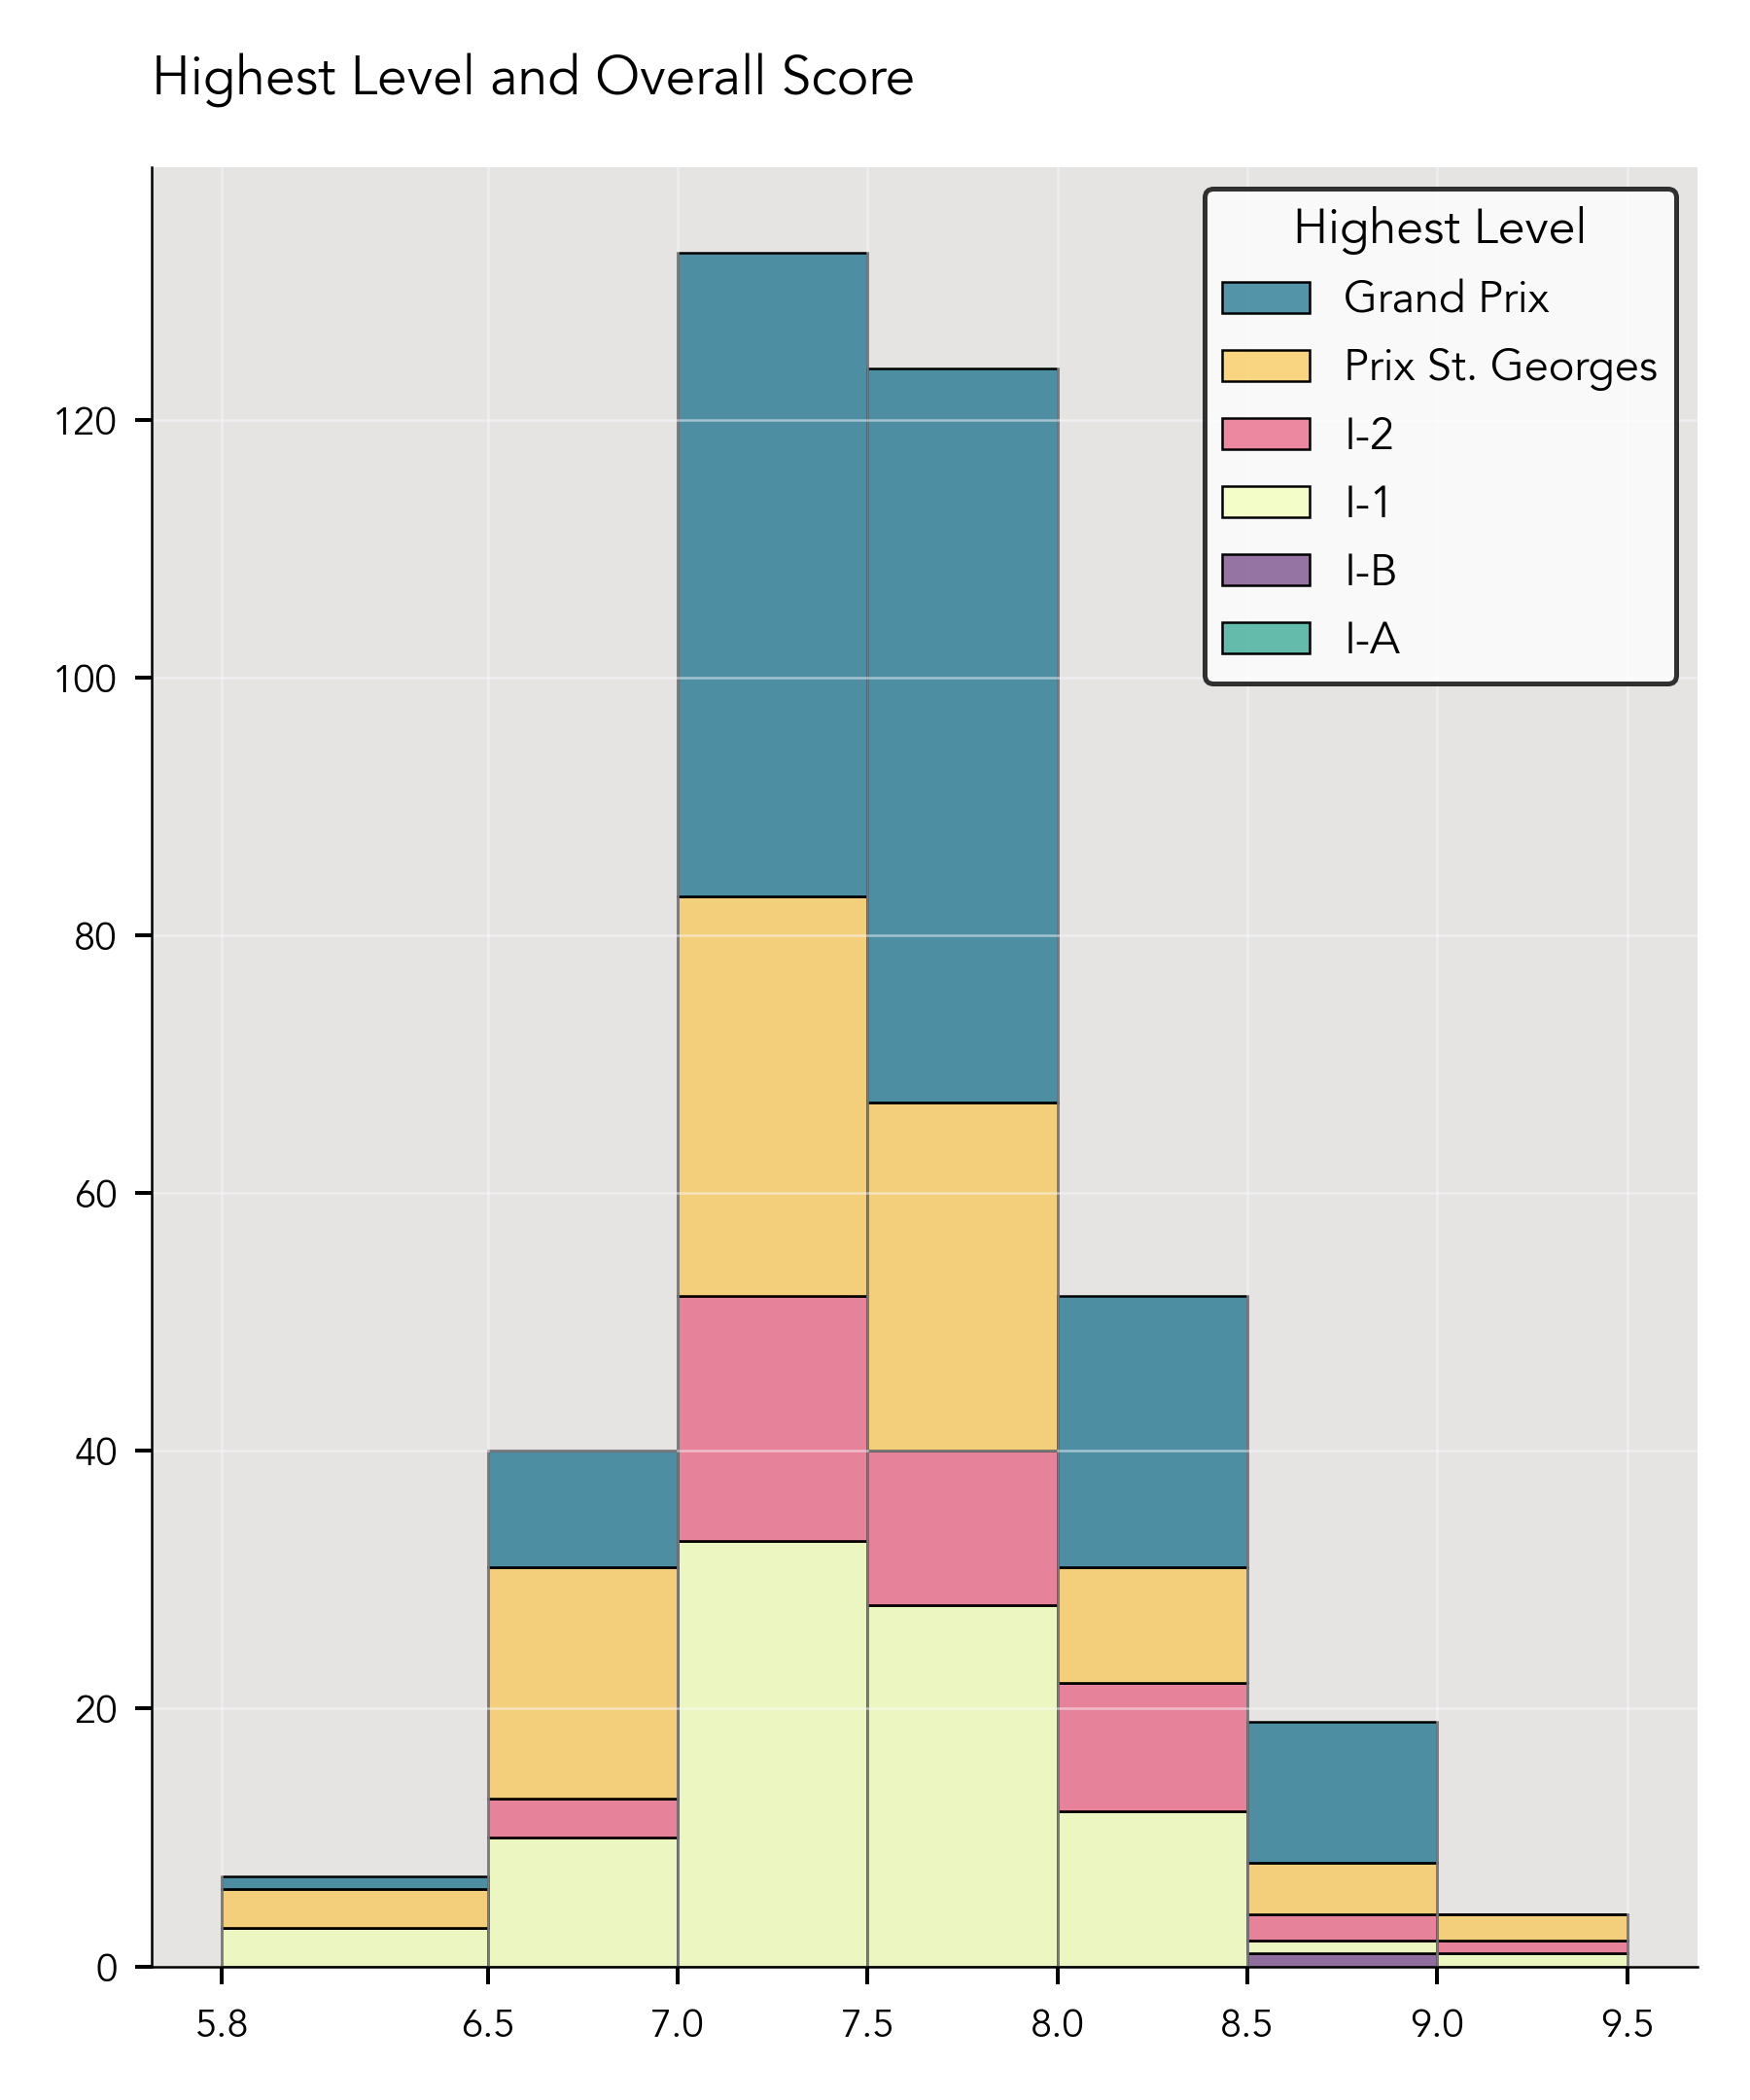 Highest Level and Overall Score
Highest Level
Grand Prix
Prix St. Georges
I-2
I-1
I-B
I-A
120
100
80
60
40
20
0
5.8 6.5 7.0 7.5 8.0 8.5 9.0 9.5